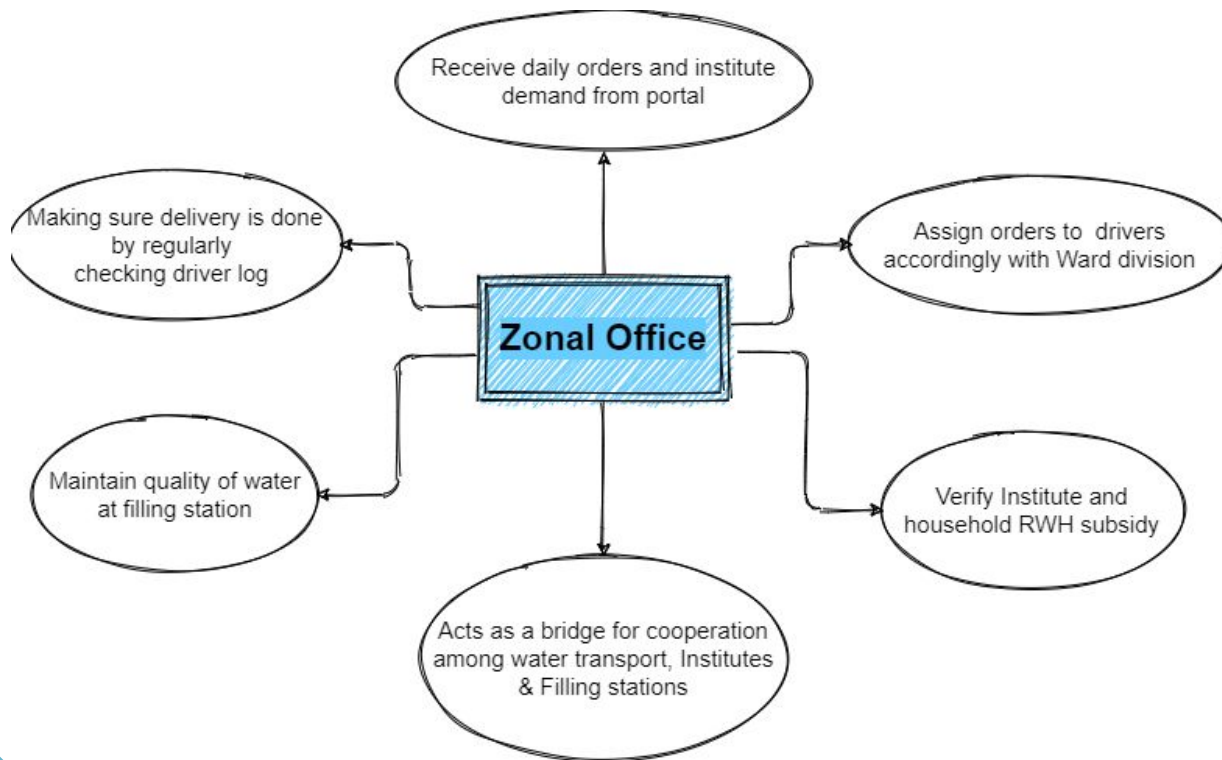 Receive daily orders and institute
demand from portal
Making sure delivery is done
by regularly
checking driver log
Assign orders to drivers
accordingly with Ward division
Zonal Office
Maintain quality of water
at filling station
Verify Institute and
household RWH subsidy
Acts as a bridge for cooperation
among water transport, Institutes
& Filling stations